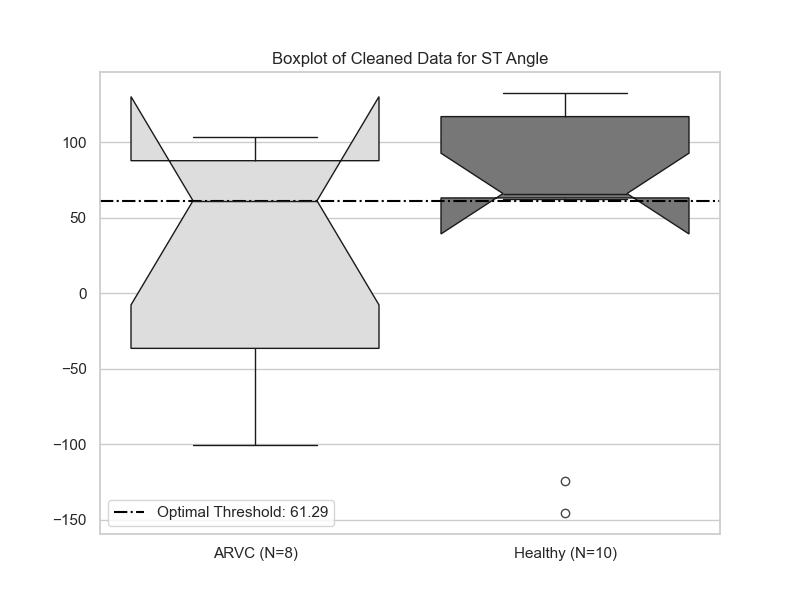 Boxplot of Cleaned Data for ST Angle
100
50
0
−50
−100
−150
Optimal Threshold: 61.29
ARVC (N=8)
Healthy (N=10)